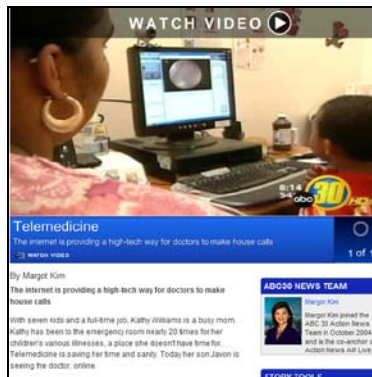 WATCH VIDEO
8:14
54°
abc 30 HD
Telemedicine
The internet is providing a high-tech way for doctors to make house calls
WATCH VIDEO
1 of 1
By Margot Kim
The internet is providing a high-tech way for doctors to make
house calls
With seven kids and a full-time job, Kathy Williams is a busy mom.
Kathy has been to the emergency room nearly 20 times for her
children's various illnesses, a place she doesn't have time for.
Telemedicine is saving her time and sanity. Today her son Javon is
seeing the doctor, online.
ABC30 NEWS TEAM
Margot Kim
Margot Kim joined the
ABC 30 Action News
Team in October 2004
and is the co-anchor o
Action News AM Live
STORY TOOLS